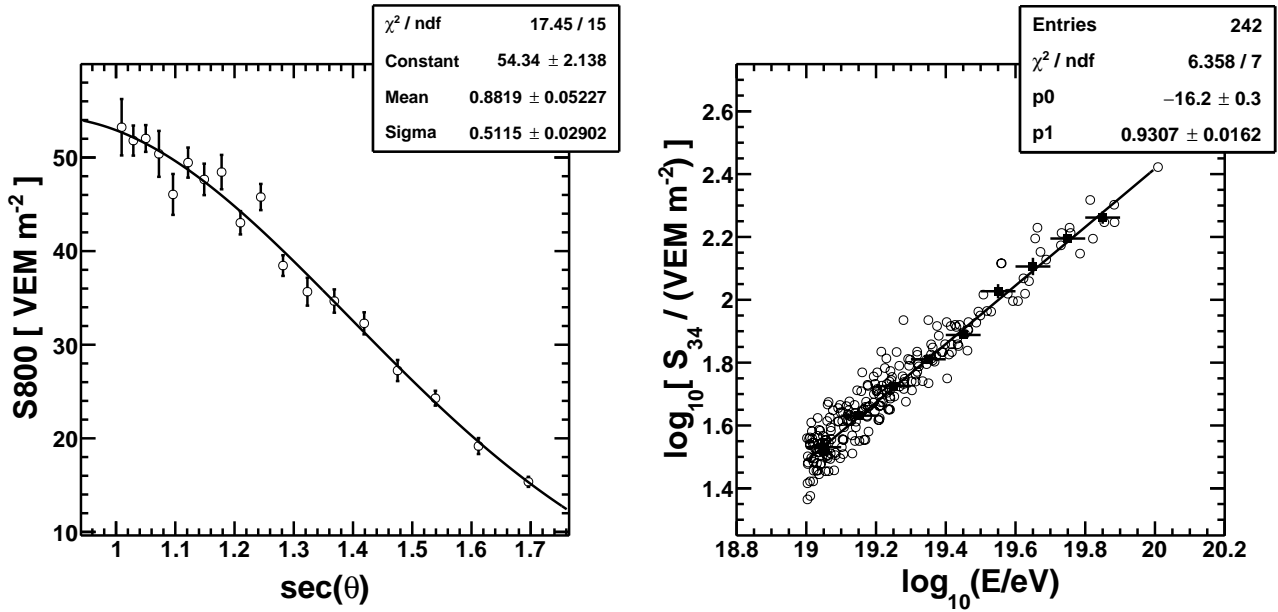 χ² / ndf 17.45 / 15
Constant 54.34 ± 2.138
Mean 0.8819 ± 0.05227
Sigma 0.5115 ± 0.02902
S800 [ VEM m⁻² ]
50
40
30
20
10
1 1.1 1.2 1.3 1.4 1.5 1.6 1.7
sec(θ)
Entries 242
χ² / ndf 6.358 / 7
p0 −16.2 ± 0.3
p1 0.9307 ± 0.0162
log₁₀[ S₃₄ / (VEM m⁻²) ]
2.6
2.4
2.2
2
1.8
1.6
1.4
18.8 19 19.2 19.4 19.6 19.8 20 20.2
log₁₀(E/eV)